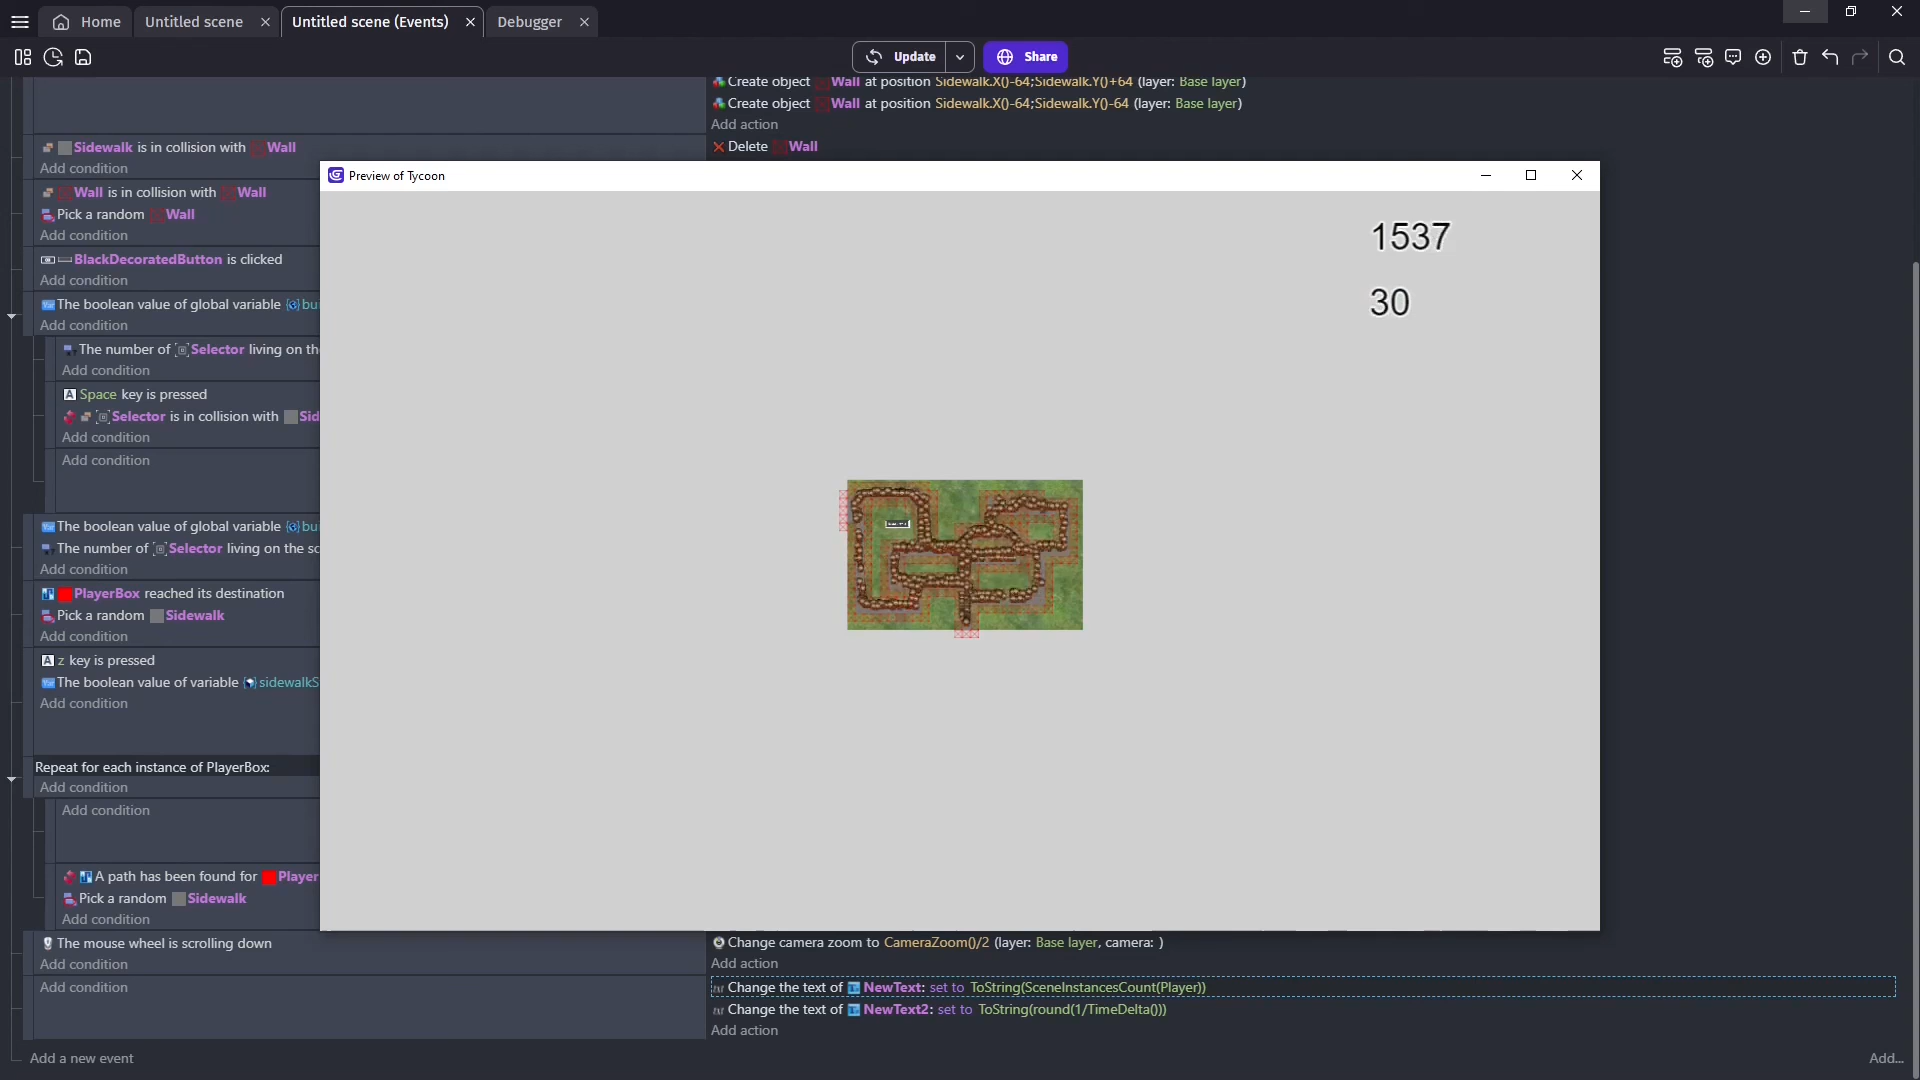 Home
Untitled scene
Untitled scene (Events)
Debugger
Update
Share
Create object Wall at position Sidewalk.X()-64;Sidewalk.Y()+64 (layer: Base layer)
Create object Wall at position Sidewalk.X()-64;Sidewalk.Y()-64 (layer: Base layer)
Add action
Sidewalk is in collision with Wall
Delete Wall
Add condition
Preview of Tycoon
Wall is in collision with Wall
Pick a random Wall
Add condition
1537
BlackDecoratedButton is clicked
Add condition
30
The boolean value of global variable bu
Add condition
The number of Selector living on the
Add condition
A Space key is pressed
Selector is in collision with Sid
Add condition
Add condition
The boolean value of global variable bu
The number of Selector living on the sc
Add condition
PlayerBox reached its destination
Pick a random Sidewalk
Add condition
A z key is pressed
The boolean value of variable sidewalkS
Add condition
Repeat for each instance of PlayerBox:
Add condition
Add condition
A path has been found for Player
Pick a random Sidewalk
Add condition
The mouse wheel is scrolling down
Change camera zoom to CameraZoom()/2 (layer: Base layer, camera: )
Add condition
Add action
Add condition
Change the text of NewText: set to ToString(SceneInstancesCount(Player))
Change the text of NewText2: set to ToString(round(1/TimeDelta()))
Add action
Add a new event
Add...